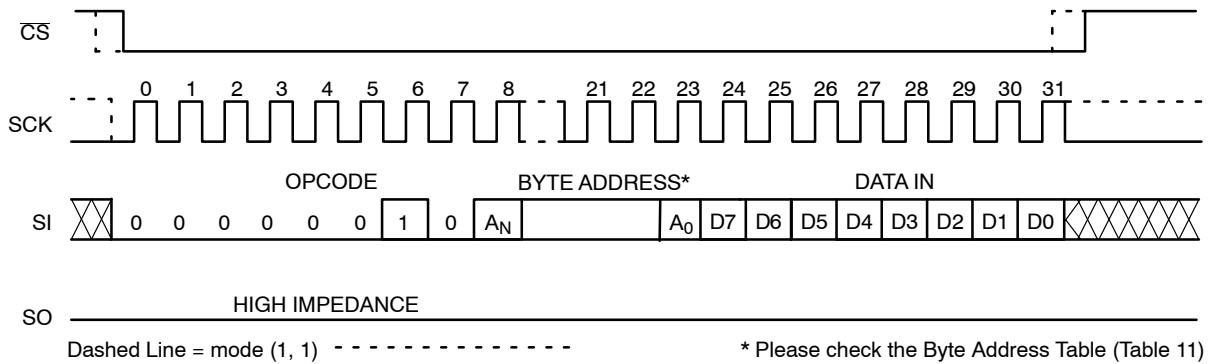 CS
0 1 2 3 4 5 6 7 8 21 22 23 24 25 26 27 28 29 30 31
SCK
OPCODE BYTE ADDRESS* DATA IN
SI 0 0 0 0 0 0 1 0 AN A0 D7 D6 D5 D4 D3 D2 D1 D0
HIGH IMPEDANCE
SO
Dashed Line = mode (1, 1) * Please check the Byte Address Table (Table 11)